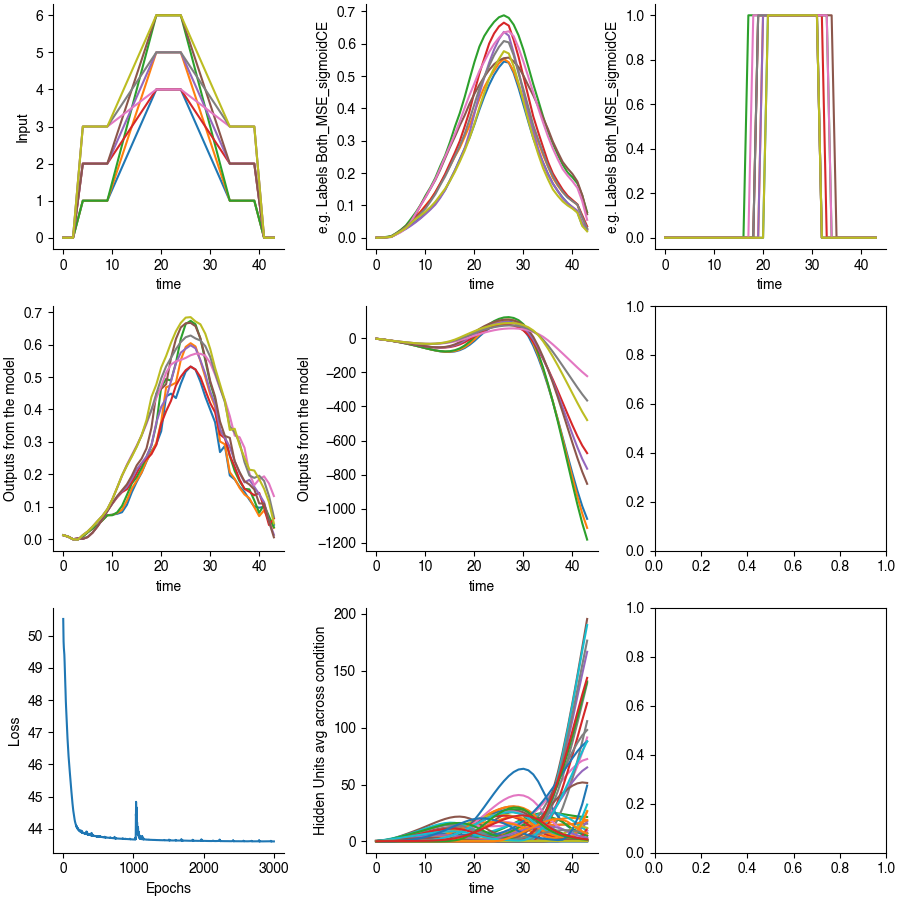 6
5
4
3
2
1
0
Input
0 10 20 30 40
time
0.7
0.6
0.5
0.4
0.3
0.2
0.1
0.0
e.g. Labels Both_MSE_sigmoidCE
0 10 20 30 40
time
1.0
0.8
0.6
0.4
0.2
0.0
e.g. Labels Both_MSE_sigmoidCE
0 10 20 30 40
time
0.7
0.6
0.5
0.4
0.3
0.2
0.1
0.0
Outputs from the model
0 10 20 30 40
time
0
−200
−400
−600
−800
−1000
−1200
Outputs from the model
0 10 20 30 40
time
1.0
0.8
0.6
0.4
0.2
0.0
0.0 0.2 0.4 0.6 0.8 1.0
50
49
48
47
46
45
44
Loss
0 1000 2000 3000
Epochs
200
150
100
50
0
Hidden Units avg across condition
0 10 20 30 40
time
1.0
0.8
0.6
0.4
0.2
0.0
0.0 0.2 0.4 0.6 0.8 1.0